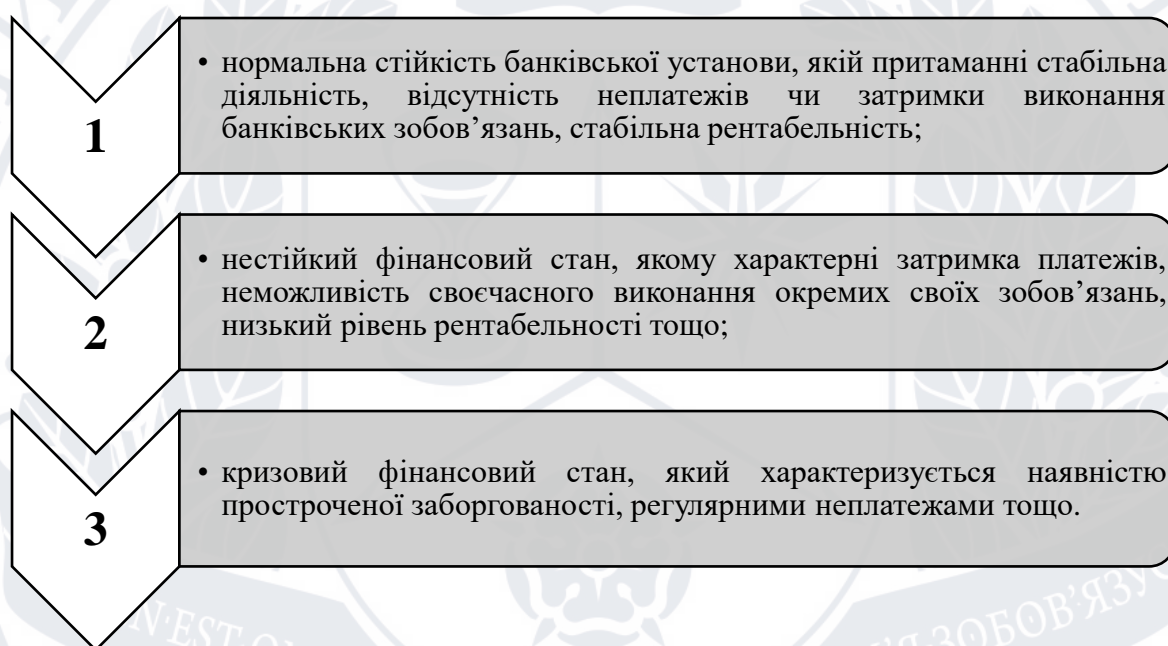 1
• нормальна стійкість банківської установи, якій притаманні стабільна
діяльність, відсутність неплатежів чи затримки виконання
банківських зобов’язань, стабільна рентабельність;
2
• нестійкий фінансовий стан, якому характерні затримка платежів,
неможливість своєчасного виконання окремих своїх зобов’язань,
низький рівень рентабельності тощо;
3
• кризовий фінансовий стан, який характеризується наявністю
простроченої заборгованості, регулярними неплатежами тощо.
N·EST